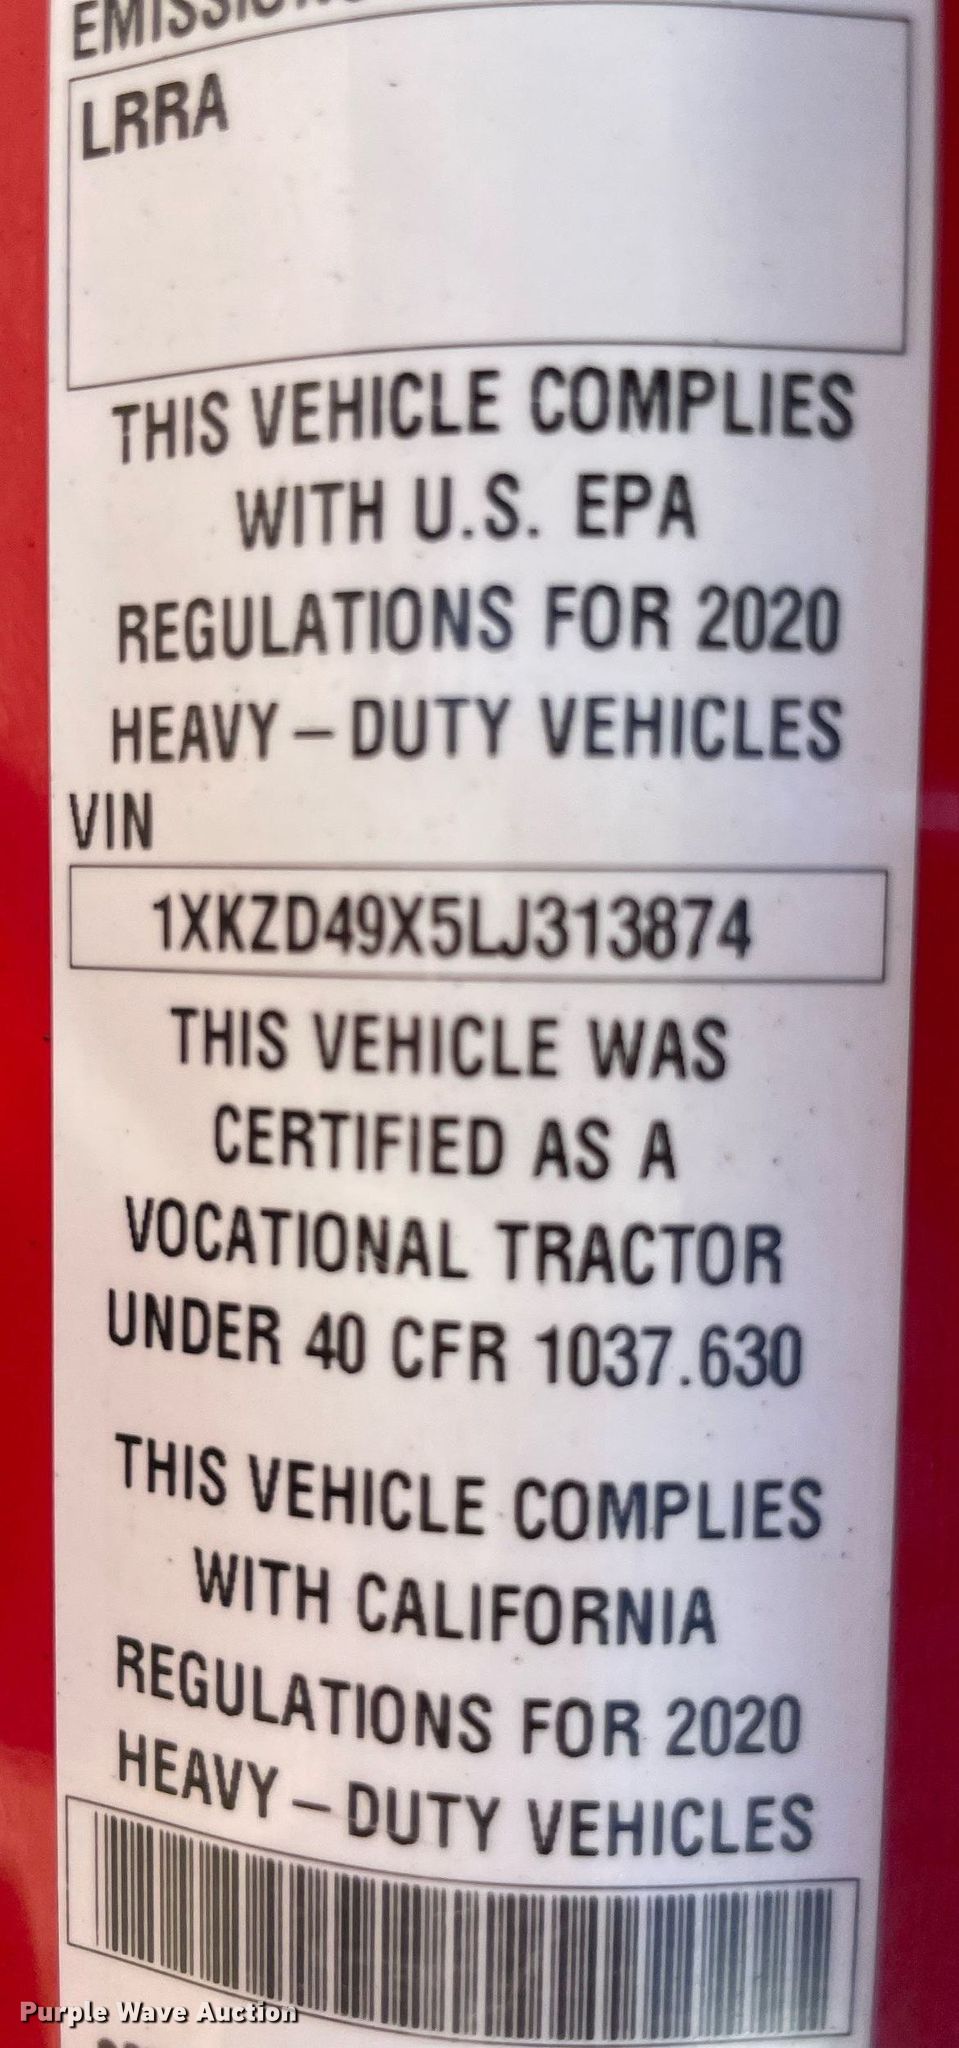 EMISSIONS
LRRA
THIS VEHICLE COMPLIES
WITH U.S. EPA
REGULATIONS FOR 2020
HEAVY – DUTY VEHICLES
VIN
1XKZD49X5LJ313874
THIS VEHICLE WAS
CERTIFIED AS A
VOCATIONAL TRACTOR
UNDER 40 CFR 1037.630
THIS VEHICLE COMPLIES
WITH CALIFORNIA
REGULATIONS FOR 2020
HEAVY – DUTY VEHICLES
Purple Wave Auction